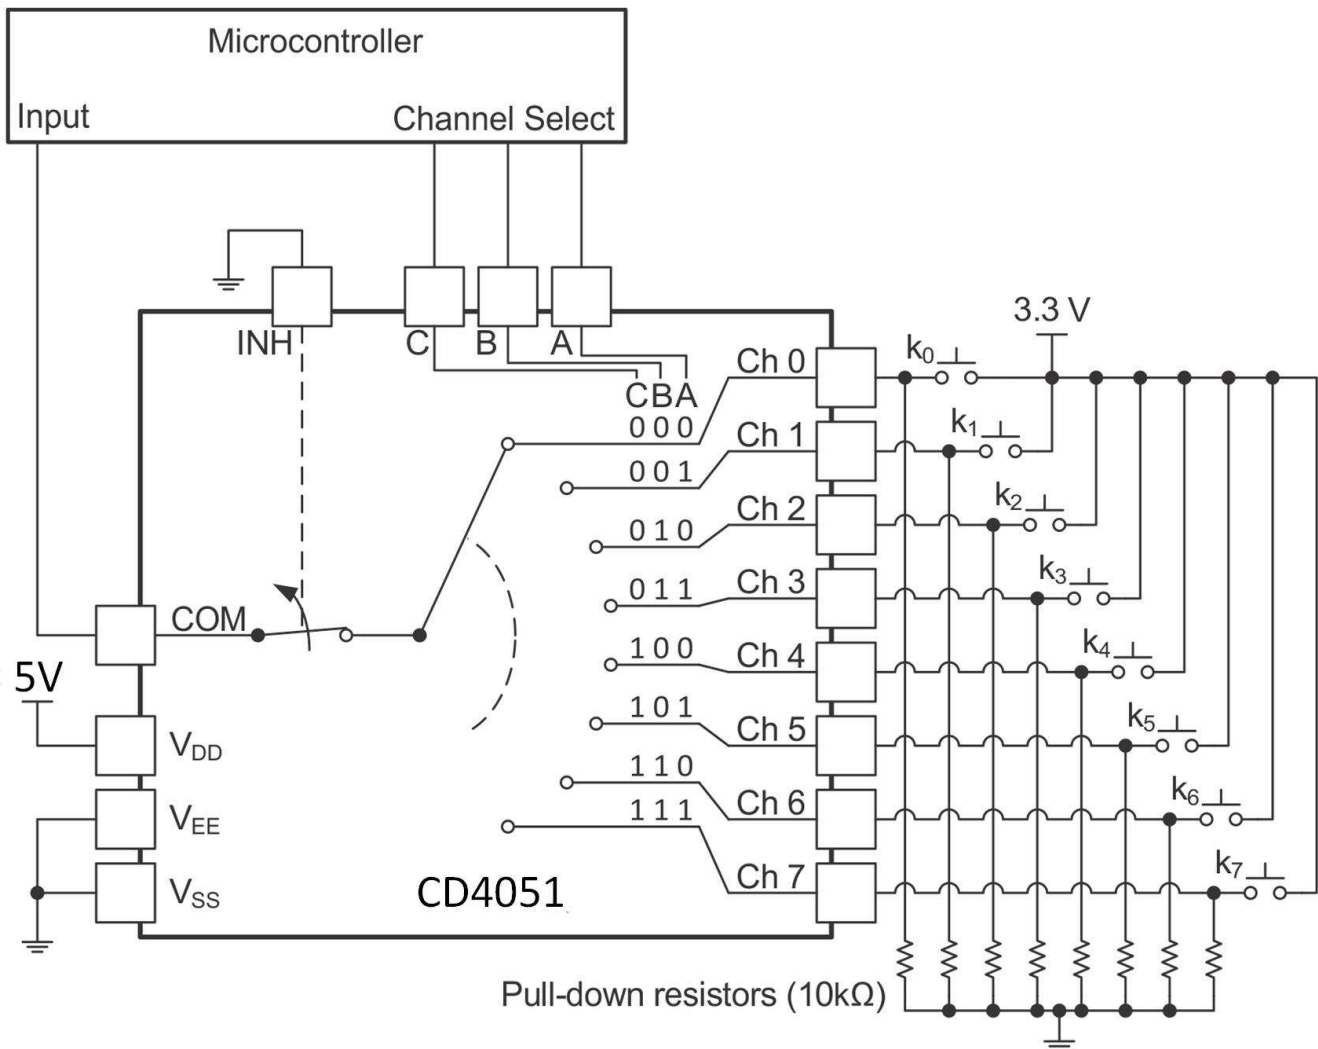 Microcontroller
Input
Channel Select
INH
C
B
A
3.3 V
CBA
Ch 0
k0
000
Ch 1
k1
001
Ch 2
k2
010
Ch 3
k3
011
COM
Ch 4
k4
100
5V
Ch 5
k5
101
VDD
Ch 6
k6
110
VEE
111
Ch 7
k7
VSS
CD4051
Pull-down resistors (10kΩ)